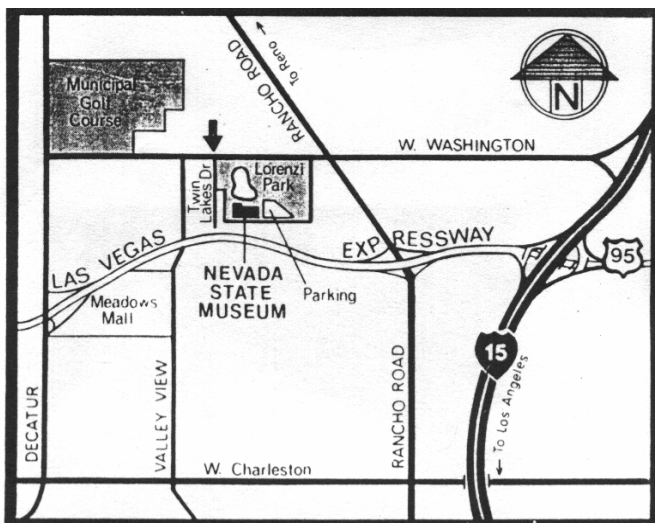 Municipal
Golf
Course
RANCHO ROAD
To Reno
N
W. WASHINGTON
Twin
Lakes Dr
Lorenzi
Park
LAS VEGAS
EXPRESSWAY
95
NEVADA
STATE
MUSEUM
Parking
Meadows
Mall
15
To Los Angeles
DECATUR
VALLEY VIEW
RANCHO ROAD
W. Charleston